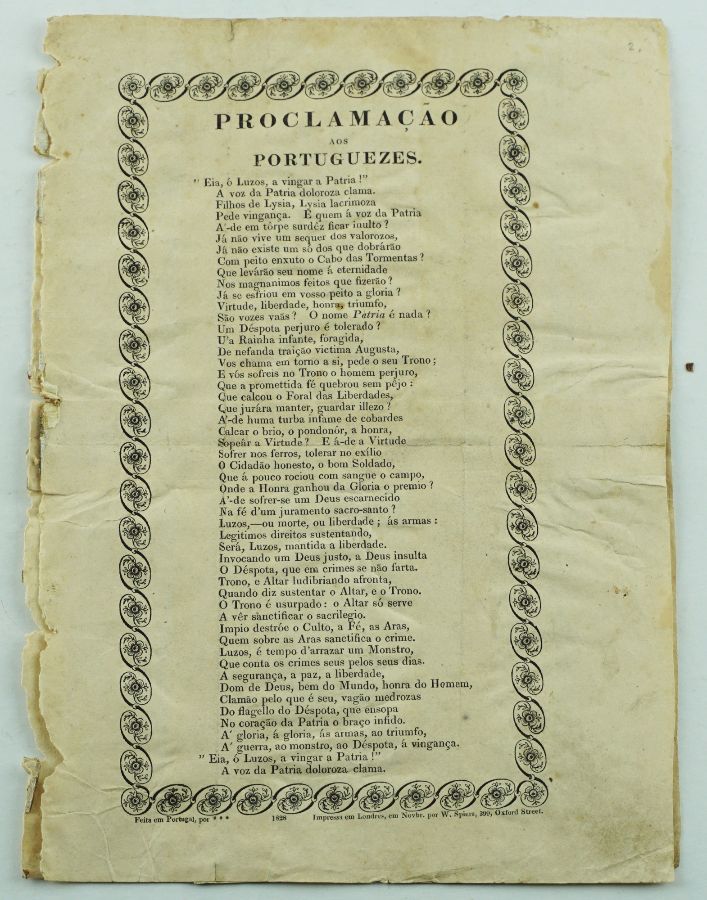 2.
PROCLAMAÇAO
AOS
PORTUGUEZES.
" Eia, ó Luzos, a vingar a Patria !"
A voz da Patria doloroza clama.
Filhos de Lysia, Lysia lacrimoza
Pede vingança. E quem á voz da Patria
A'-de em tôrpe surdéz ficar inulto ?
Já não vive um sequer dos valorozos,
Já não existe um só dos que dobrárão
Com peito enxuto o Cabo das Tormentas ?
Que levárão seu nome á eternidade
Nos magnanimos feitos que fizerão ?
Já se esfriou em vosso peito a gloria ?
Virtude, liberdade, honra, triumfo,
São vozes vaãs ? O nome Patria é nada ?
Um Déspota perjuro é tolerado ?
U'a Rainha infante, foragida,
De nefanda traição victima Augusta,
Vos chama em torno a si, pede o seu Trono ;
E vós sofreis no Trono o homem perjuro,
Que a promettida fé quebrou sem pêjo :
Que calcou o Foral das Liberdades,
Que jurára manter, guardar illezo ?
A'-de huma turba infame de cobardes
Calcar o brio, o pondonór, a honra,
Sopeár a Virtude ? E á-de a Virtude
Sofrer nos ferros, tolerar no exílio
O Cidadão honesto, o bom Soldado,
Que á pouco rociou com sangue o campo,
Onde a Honra ganhou da Gloria o premio ?
A'-de sofrer-se um Deus escarnecido
Na fé d'um juramento sacro-santo ?
Luzos,—ou morte, ou liberdade ; ás armas :
Legitimos direitos sustentando,
Será, Luzos, mantida a liberdade.
Invocando um Deus justo, a Deus insulta
O Déspota, que em crimes se não farta.
Trono, e Altar ludibriando afronta,
Quando diz sustentar o Altar, e o Trono.
O Trono é usurpado : o Altar só serve
A vêr sanctificar o sacrilegio.
Impio destróe o Culto, a Fé, as Aras,
Quem sobre as Aras sanctifica o crime.
Luzos, é tempo d'arrazar um Monstro,
Que conta os crimes seus pelos seus dias.
A segurança, a paz, a liberdade,
Dom de Deus, bem do Mundo, honra do Homem,
Clamão pelo que é seu, vagão medrozas
Do flagello do Déspota, que ensopa
No coração da Patria o braço infido.
A' gloria, á gloria, ás armas, ao triumfo,
A' guerra, ao monstro, ao Déspota, á vingança.
" Eia, ó Luzos, a vingar a Patria !"
A voz da Patria doloroza clama.
Feita em Portugal, por * * * 1828 Impressa em Londres, em Novbr. por W. 399, Oxford Street.